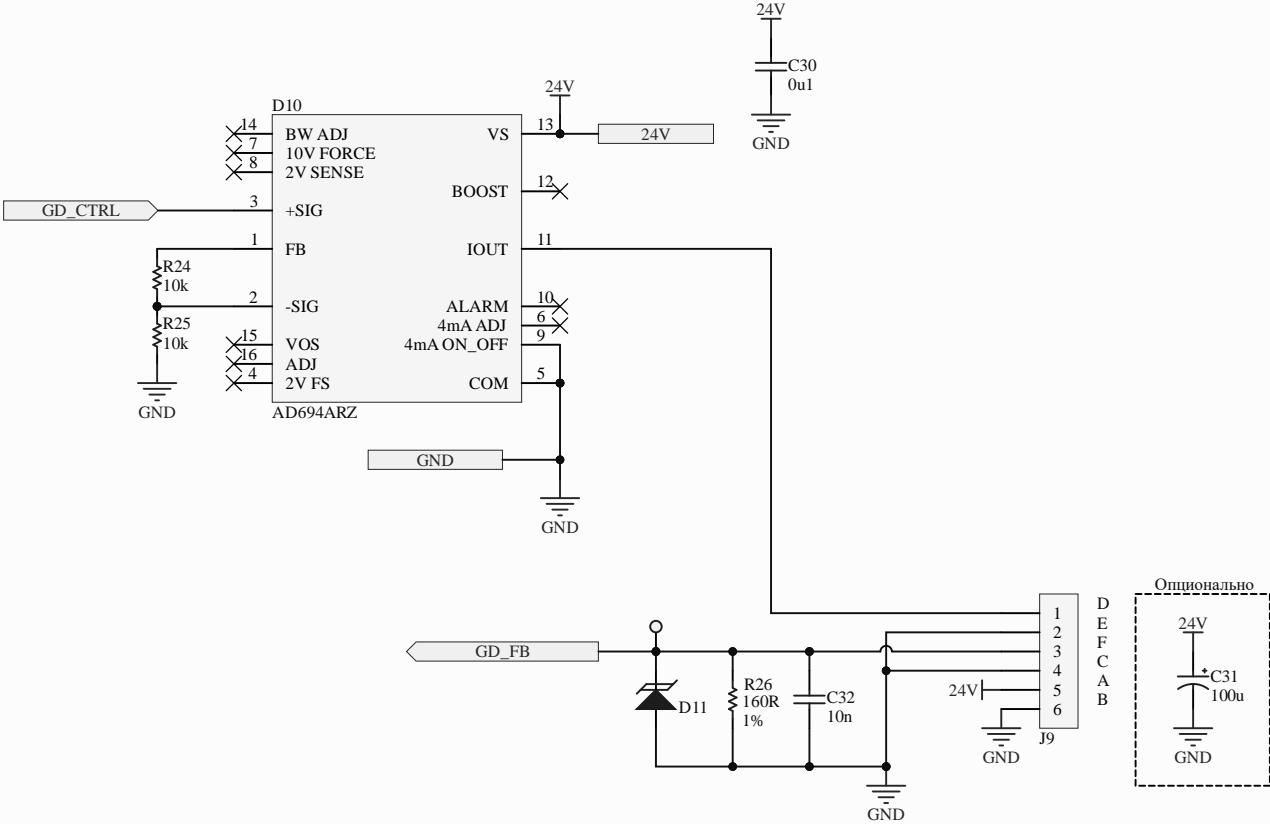 24V
C30
0u1
GND
24V
D10
14 BW ADJ VS 13 24V
7 10V FORCE
8 2V SENSE
BOOST 12
GD_CTRL 3 +SIG
1 FB IOUT 11
R24
10k
2 -SIG ALARM 10
R25
10k
4mA ADJ 6
15 VOS 4mA ON_OFF 9
16 ADJ
4 2V FS COM 5
GND
AD694ARZ
GND
GND
Опционально
1 D
2 E
3 F
4 C
5 A
6 B
J9
24V
GND
24V
C31
100u
GND
GD_FB
D11
R26
160R
1%
C32
10n
GND